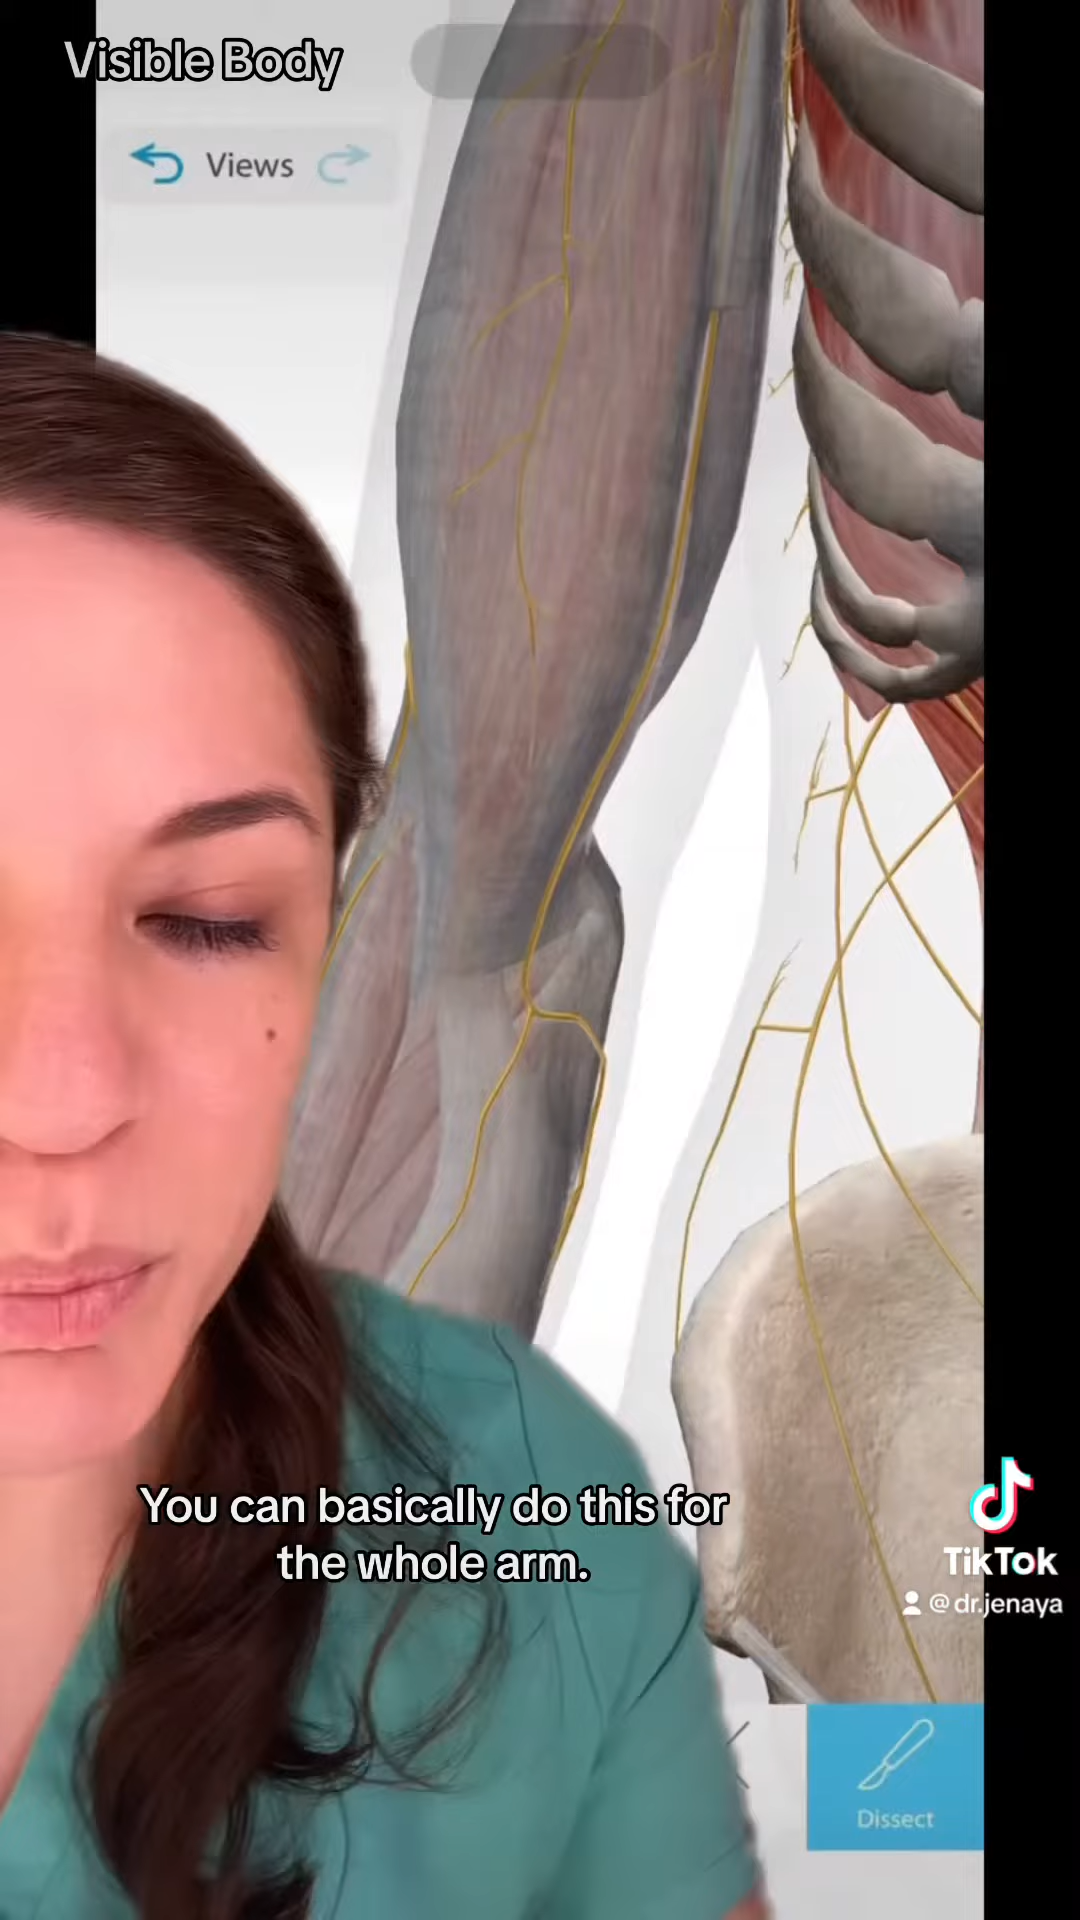 Visible Body
Views
You can basically do this for
the whole arm.
TikTok
@dr.jenaya
Dissect